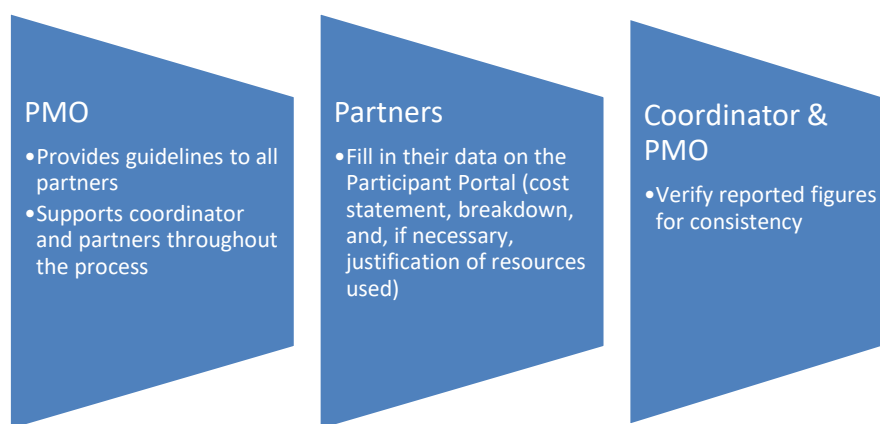 PMO
•Provides guidelines to all
partners
•Supports coordinator
and partners throughout
the process
Partners
•Fill in their data on the
Participant Portal (cost
statement, breakdown,
and, if necessary,
justification of resources
used)
Coordinator &
PMO
•Verify reported figures
for consistency